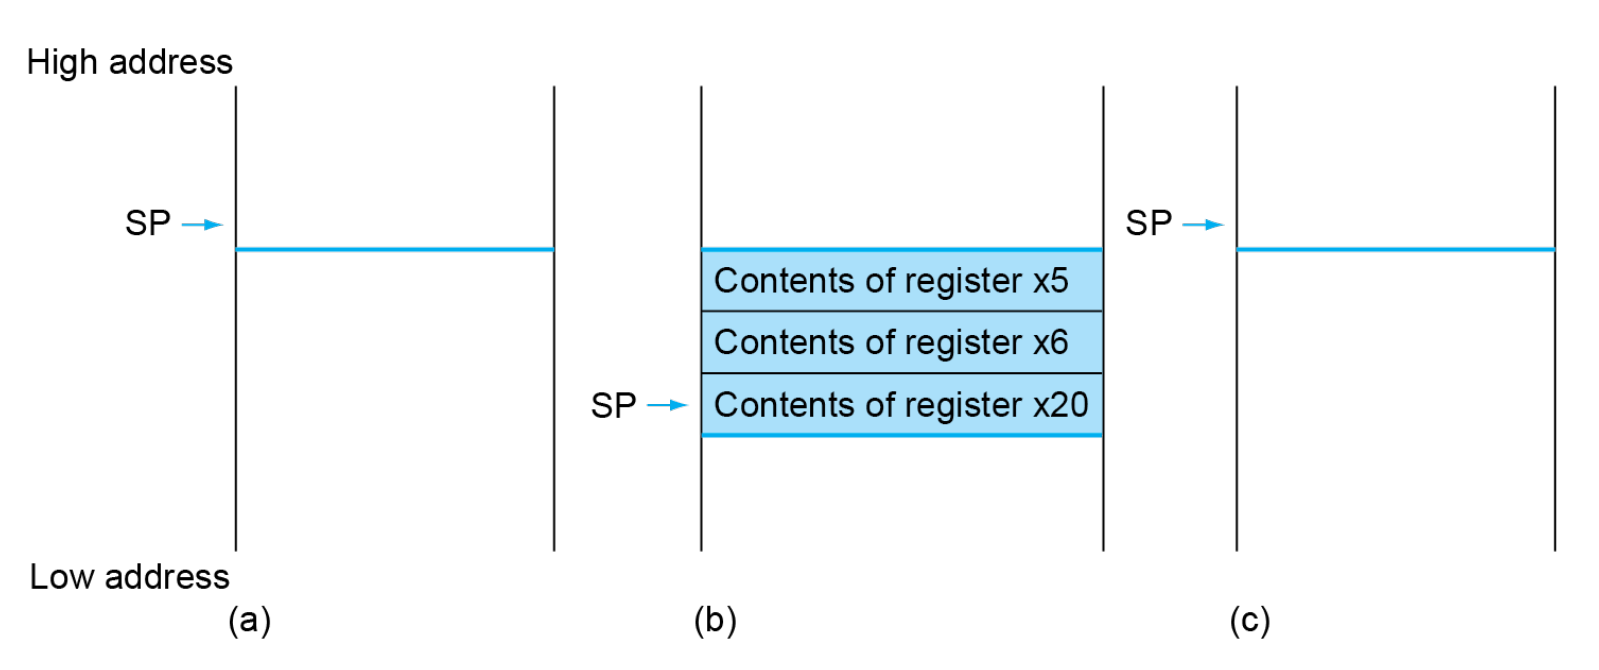 High address
SP
SP
Contents of register x5
Contents of register x6
SP
Contents of register x20
Low address
(a)
(b)
(c)